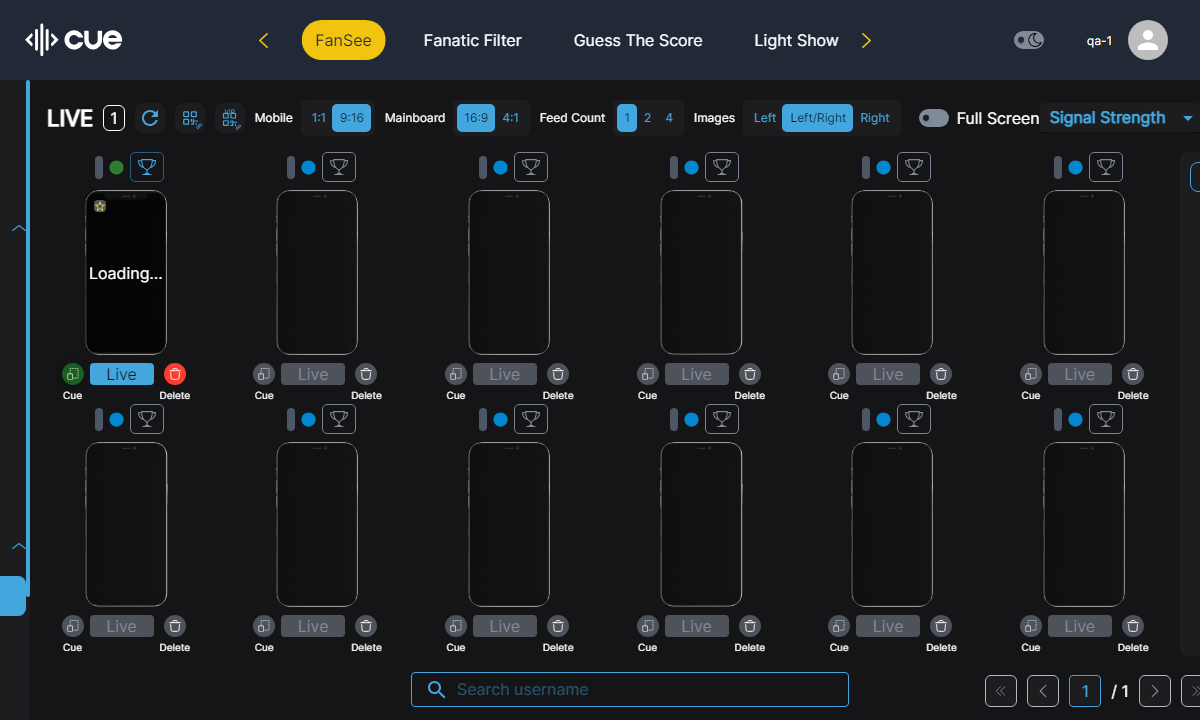 cue
FanSee
Fanatic Filter
Guess The Score
Light Show
qa-1
LIVE 1
Mobile 1:1 9:16
Mainboard 16:9 4:1
Feed Count 1 2 4
Images Left Left/Right Right
Full Screen
Signal Strength
Loading...
Live Live Live Live Live Live
Cue Delete Cue Delete Cue Delete Cue Delete Cue Delete Cue Delete
Live Live Live Live Live Live
Cue Delete Cue Delete Cue Delete Cue Delete Cue Delete Cue Delete
Search username
1 / 1